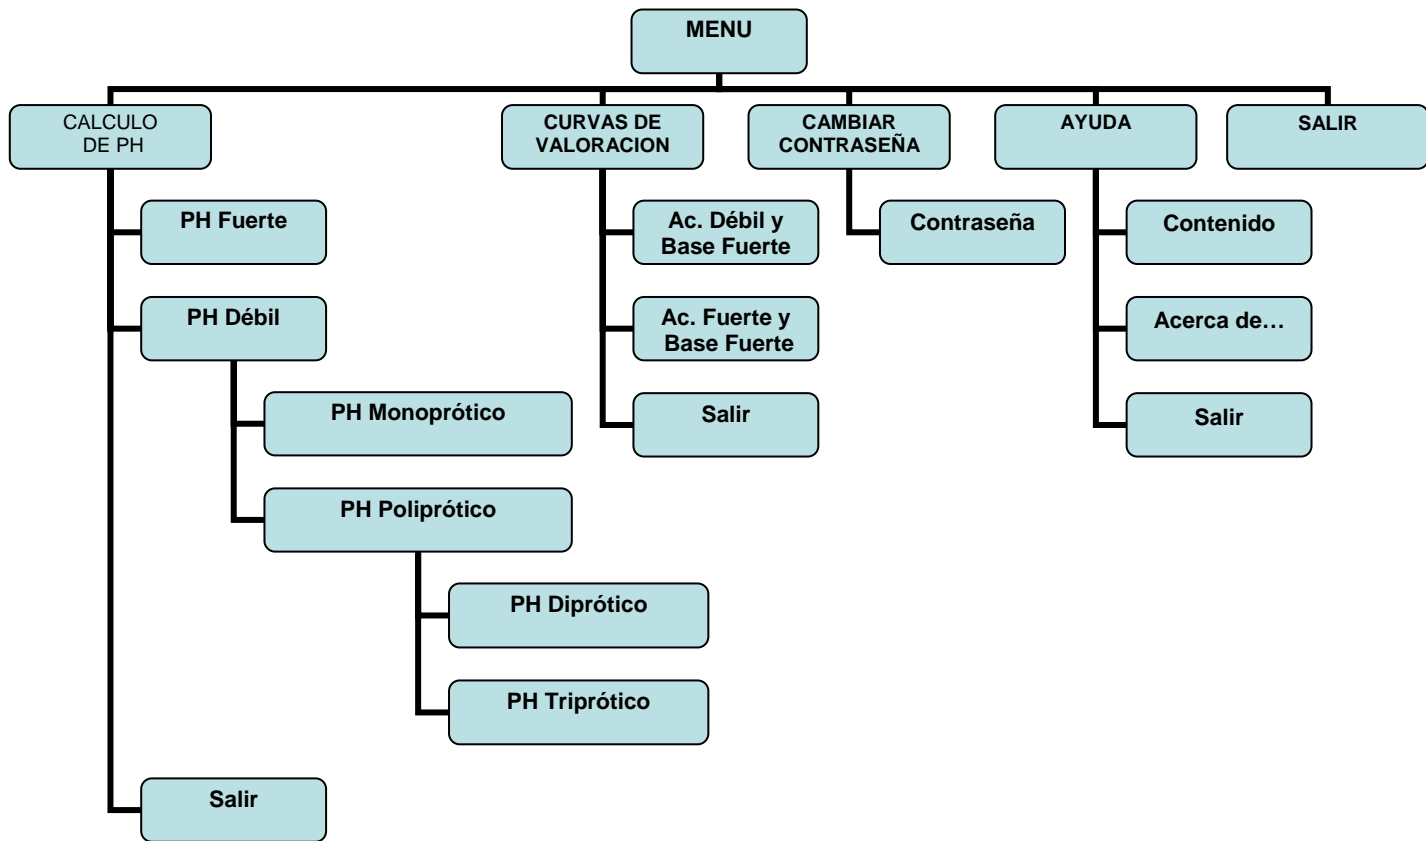 MENU
CALCULO
DE PH
CURVAS DE
VALORACION
CAMBIAR
CONTRASEÑA
AYUDA
SALIR
PH Fuerte
Ac. Débil y
Base Fuerte
Contraseña
Contenido
PH Débil
Ac. Fuerte y
Base Fuerte
Acerca de…
PH Monoprótico
Salir
Salir
PH Poliprótico
PH Diprótico
PH Triprótico
Salir